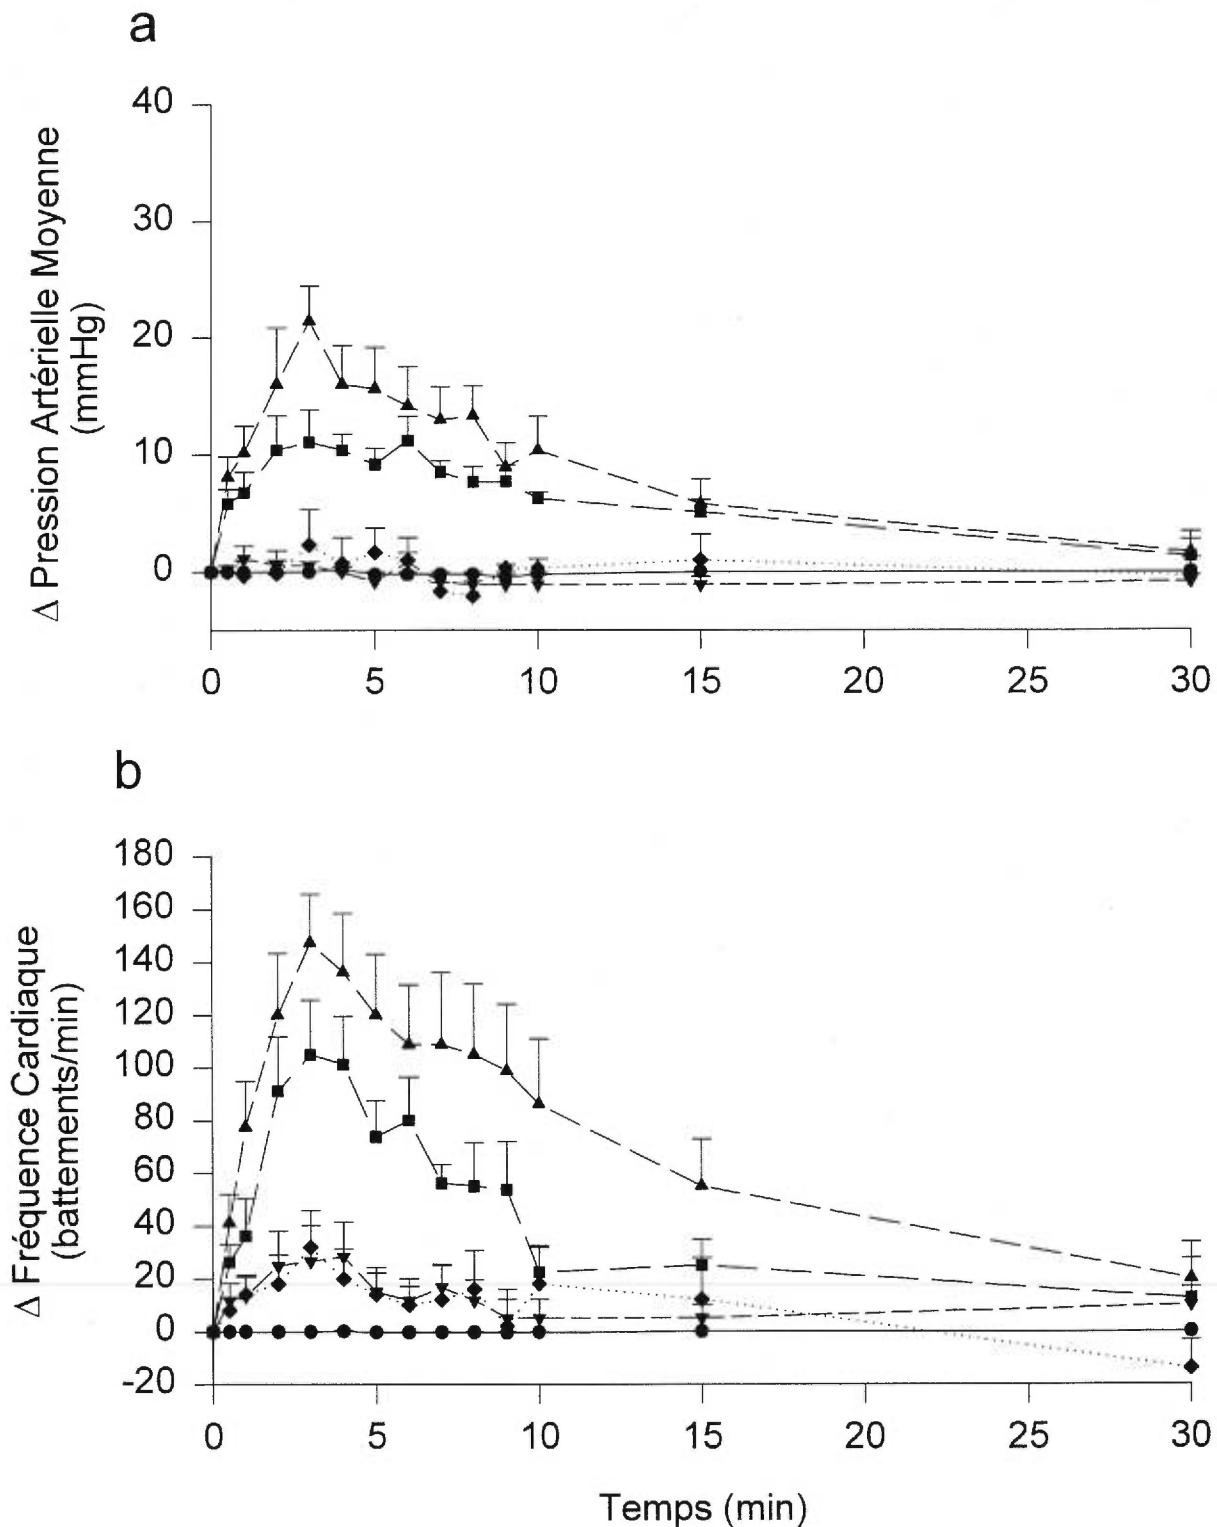 a
Δ Pression Artérielle Moyenne
(mmHg)
40
30
20
10
0
0 5 10 15 20 25 30
b
Δ Fréquence Cardiaque
(battements/min)
180
160
140
120
100
80
60
40
20
0
-20
0 5 10 15 20 25 30
Temps (min)